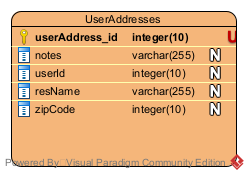 UserAddresses
userAddress_id integer(10) U
notes varchar(255) N
userId integer(10)
resName varchar(255) N
zipCode integer(10) N
Powered By Visual Paradigm Community Edition